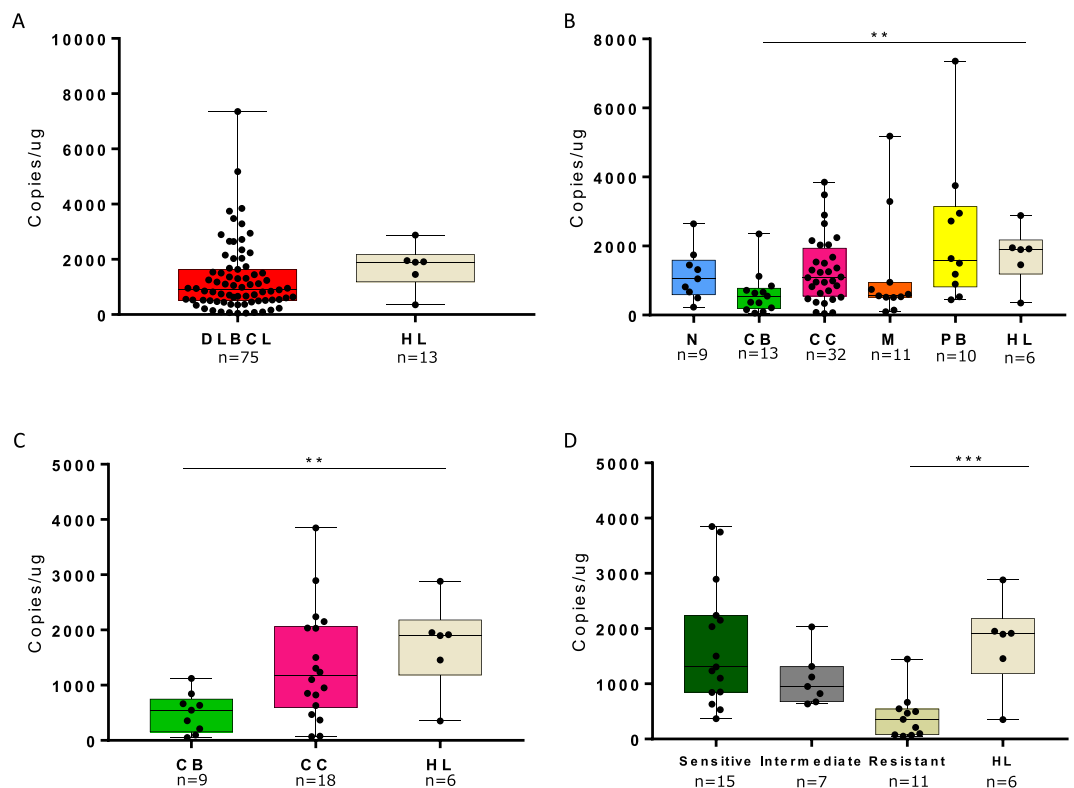 A
10000
8000
6000
4000
2000
0
Copies/ug
DLBCL
HL
n=75
n=13
B
**
8000
6000
4000
2000
0
Copies/ug
N
CB
CC
M
PB
HL
n=9
n=13
n=32
n=11
n=10
n=6
C
**
5000
4000
3000
2000
1000
0
Copies/ug
CB
CC
HL
n=9
n=18
n=6
D
***
5000
4000
3000
2000
1000
0
Copies/ug
Sensitive
Intermediate
Resistant
HL
n=15
n=7
n=11
n=6